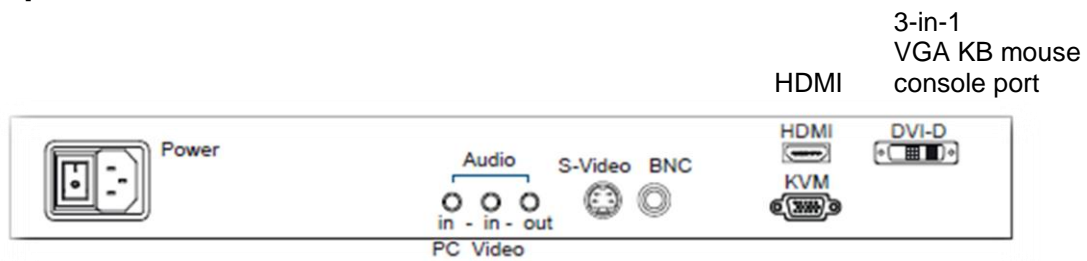 3-in-1
VGA KB mouse
HDMI console port
HDMI DVI-D
Power
Audio
S-Video BNC
KVM
in - in - out
PC Video